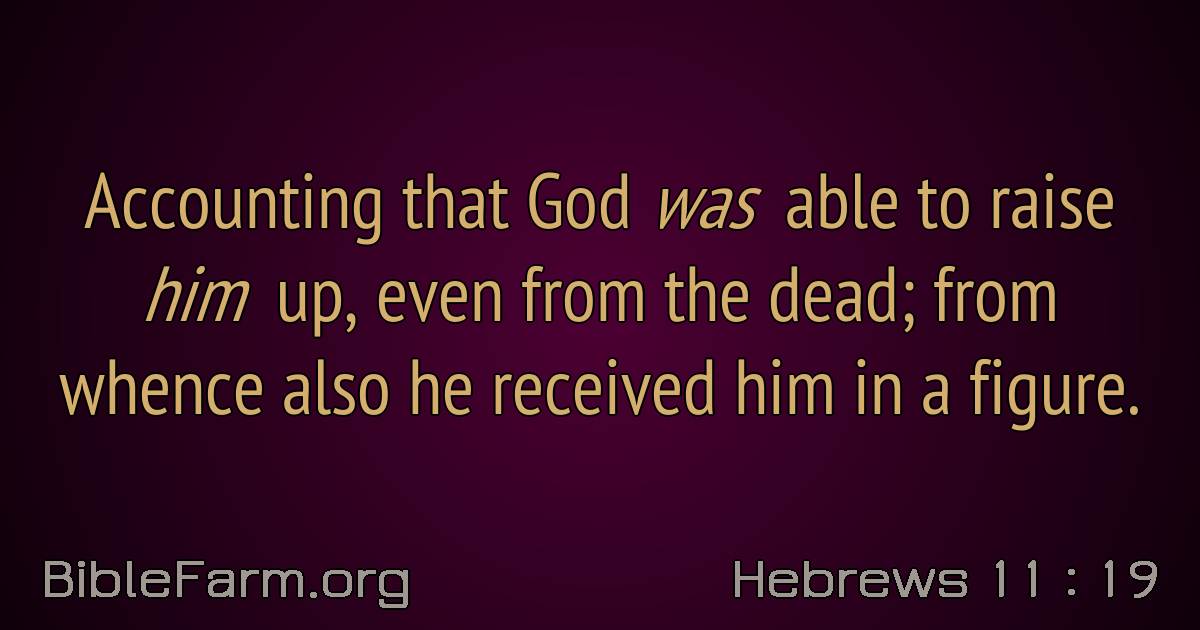 Accounting that God was able to raise
him up, even from the dead; from
whence also he received him in a figure.
BibleFarm.org
Hebrews 11 : 19